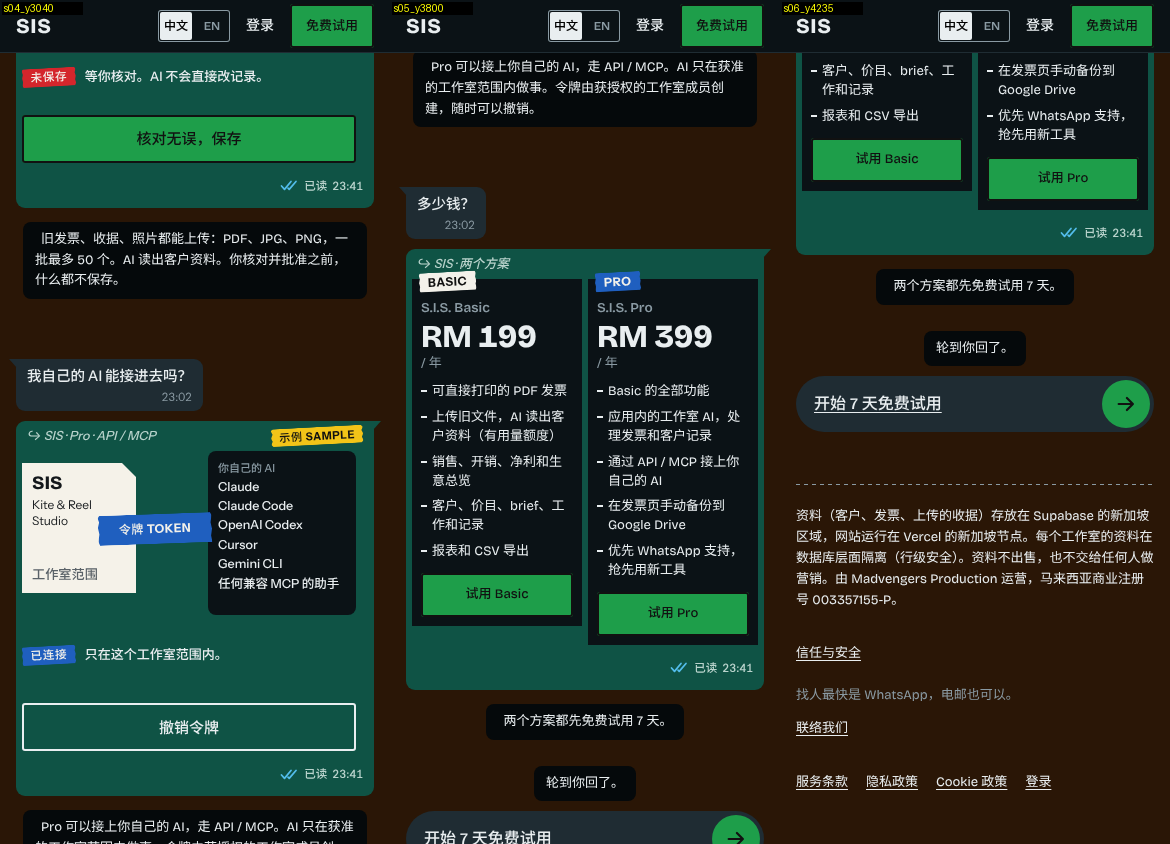 s04_y3040
SIS
中文 EN
登录
免费试用
未保存 等你核对。AI 不会直接改记录。
核对无误，保存
已读 23:41
旧发票、收据、照片都能上传：PDF、JPG、PNG，一
批最多 50 个。AI 读出客户资料。你核对并批准之前，
什么都不保存。
我自己的 AI 能接进去吗？
23:02
↪ SIS · Pro · API / MCP
示例 SAMPLE
SIS
Kite & Reel
Studio
工作室范围
令牌 TOKEN
你自己的 AI
Claude
Claude Code
OpenAI Codex
Cursor
Gemini CLI
任何兼容 MCP 的助手
已连接 只在这个工作室范围内。
撤销令牌
已读 23:41
Pro 可以接上你自己的 AI，走 API / MCP。AI 只在获准
s05_y3800
SIS
中文 EN
登录
免费试用
Pro 可以接上你自己的 AI，走 API / MCP。AI 只在获准
的工作室范围内做事。令牌由获授权的工作室成员创
建，随时可以撤销。
多少钱？
23:02
↪ SIS · 两个方案
BASIC
S.I.S. Basic
RM 199
/ 年
– 可直接打印的 PDF 发票
– 上传旧文件，AI 读出客
户资料（有用量额度）
– 销售、开销、净利和生
意总览
– 客户、价目、brief、工
作和记录
– 报表和 CSV 导出
试用 Basic
PRO
S.I.S. Pro
RM 399
/ 年
– Basic 的全部功能
– 应用内的工作室 AI，处
理发票和客户记录
– 通过 API / MCP 接上你
自己的 AI
– 在发票页手动备份到
Google Drive
– 优先 WhatsApp 支持，
抢先用新工具
试用 Pro
已读 23:41
两个方案都先免费试用 7 天。
轮到你回了。
开始 7 天免费试用
s06_y4235
SIS
中文 EN
登录
免费试用
– 客户、价目、brief、工
作和记录
– 报表和 CSV 导出
试用 Basic
– 在发票页手动备份到
Google Drive
– 优先 WhatsApp 支持，
抢先用新工具
试用 Pro
已读 23:41
两个方案都先免费试用 7 天。
轮到你回了。
开始 7 天免费试用
资料（客户、发票、上传的收据）存放在 Supabase 的新加坡
区域，网站运行在 Vercel 的新加坡节点。每个工作室的资料在
数据库层面隔离（行级安全）。资料不出售，也不交给任何人做
营销。由 Madvengers Production 运营，马来西亚商业注册
号 003357155-P。
信任与安全
找人最快是 WhatsApp，电邮也可以。
联络我们
服务条款 隐私政策 Cookie 政策 登录